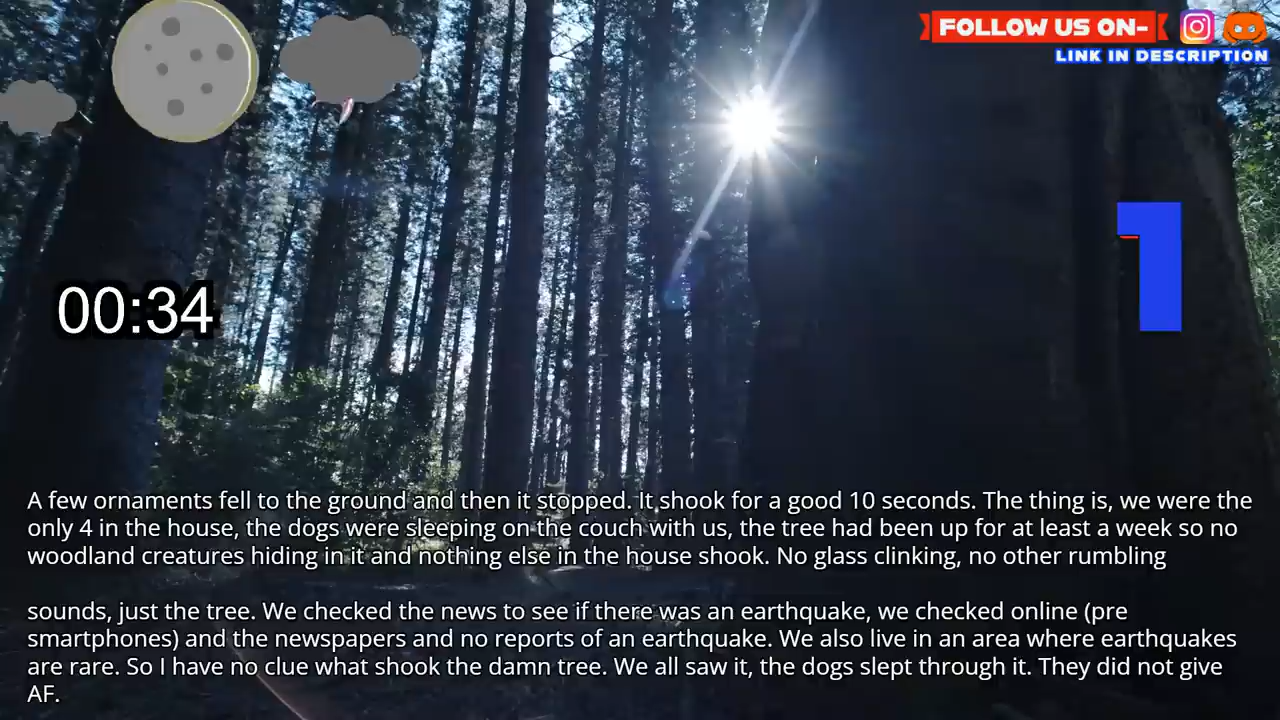 FOLLOW US ON-
LINK IN DESCRIPTION
1
00:34
A few ornaments fell to the ground and then it stopped. It shook for a good 10 seconds. The thing is, we were the
only 4 in the house, the dogs were sleeping on the couch with us, the tree had been up for at least a week so no
woodland creatures hiding in it and nothing else in the house shook. No glass clinking, no other rumbling
sounds, just the tree. We checked the news to see if there was an earthquake, we checked online (pre
smartphones) and the newspapers and no reports of an earthquake. We also live in an area where earthquakes
are rare. So I have no clue what shook the damn tree. We all saw it, the dogs slept through it. They did not give
AF.